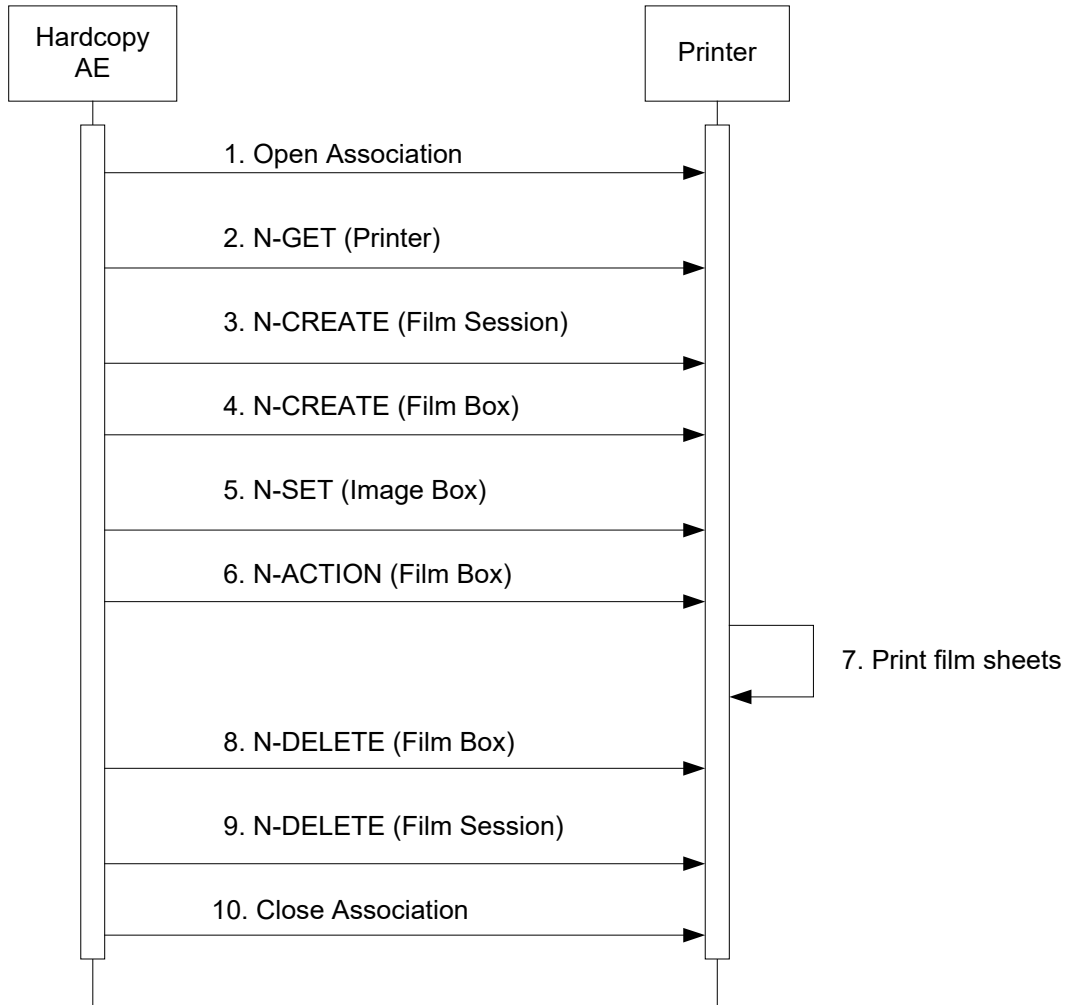 Hardcopy
AE
Printer
1. Open Association
2. N-GET (Printer)
3. N-CREATE (Film Session)
4. N-CREATE (Film Box)
5. N-SET (Image Box)
6. N-ACTION (Film Box)
7. Print film sheets
8. N-DELETE (Film Box)
9. N-DELETE (Film Session)
10. Close Association